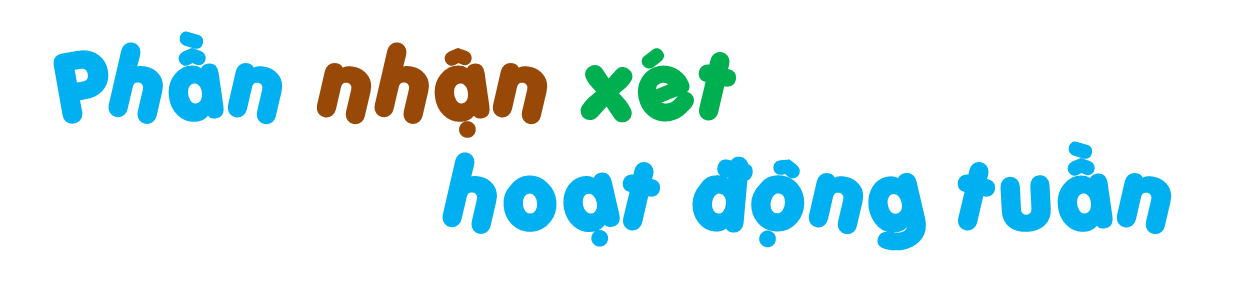 Phần nhận xét
hoạt động tuần